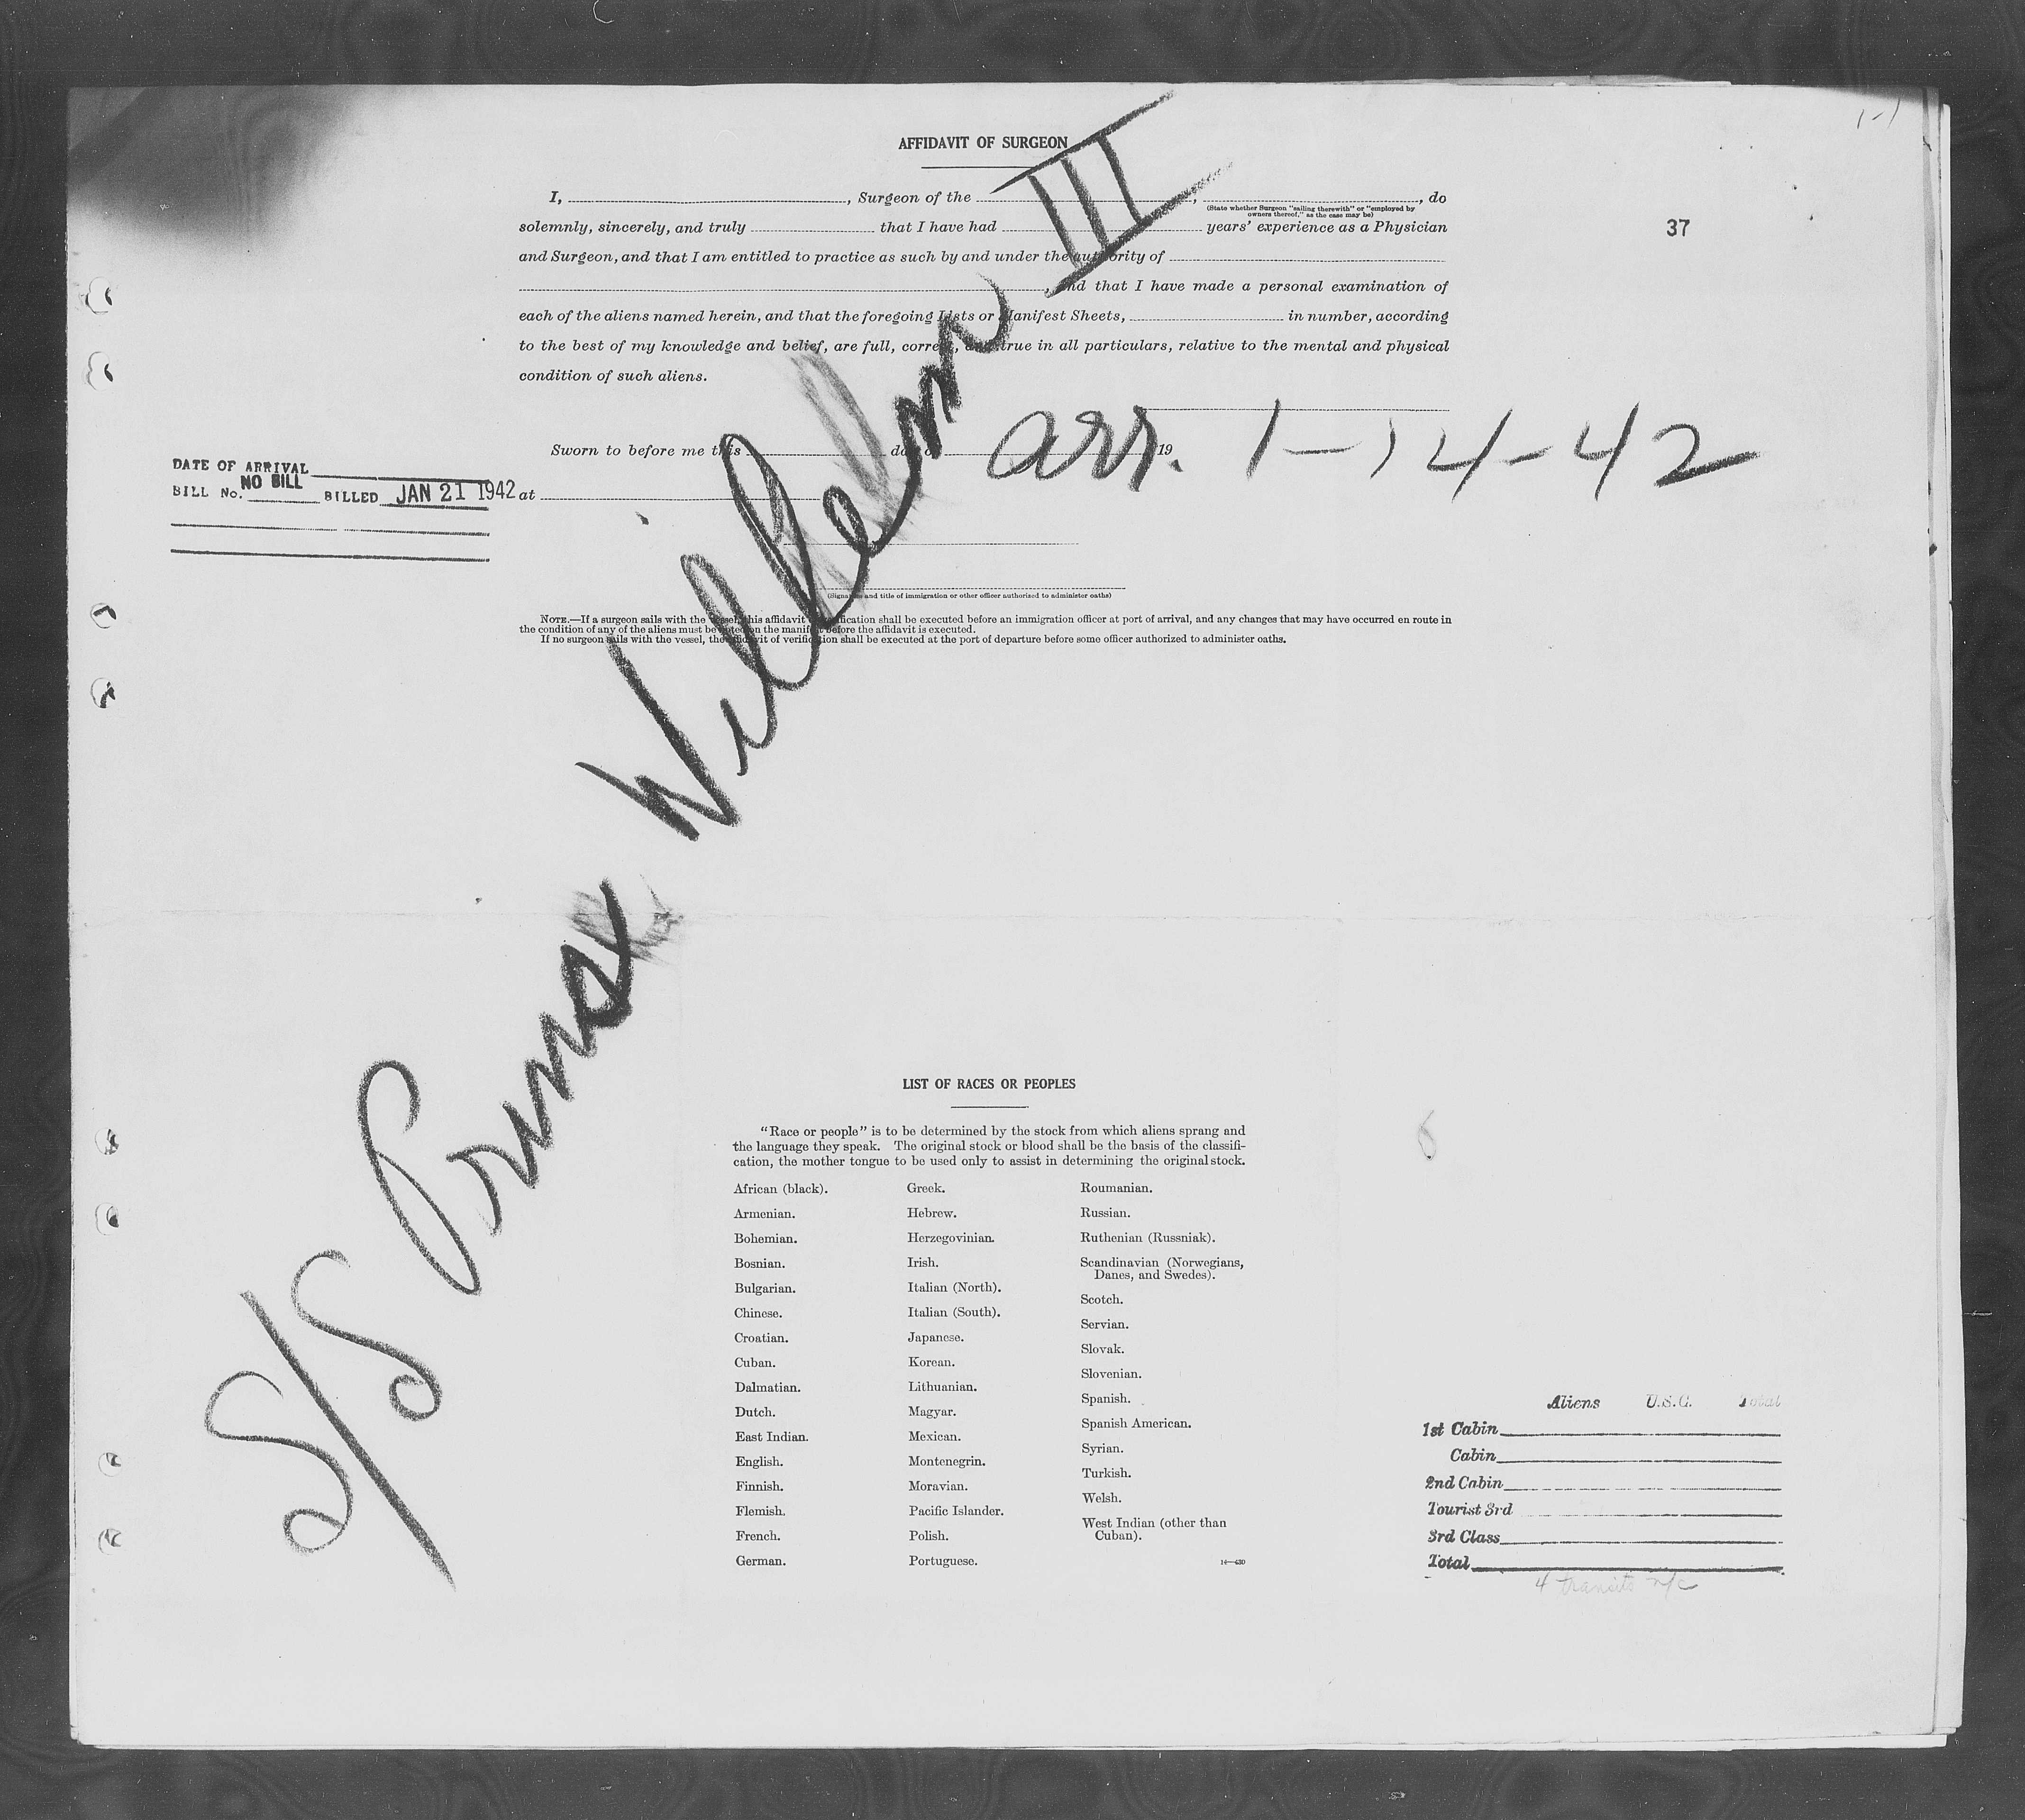 1-1
AFFIDAVIT OF SURGEON
I, , Surgeon of the , , do
(State whether Surgeon "sailing therewith" or "employed by
owners thereof," as the case may be)
37
solemnly, sincerely, and truly that I have had years' experience as a Physician
and Surgeon, and that I am entitled to practice as such by and under the authority of
, and that I have made a personal examination of
each of the aliens named herein, and that the foregoing Lists or Manifest Sheets, in number, according
to the best of my knowledge and belief, are full, correct, and true in all particulars, relative to the mental and physical
condition of such aliens.
Sworn to before me this day of 19
arr. 1-14-42
DATE OF ARRIVAL
NO BILL
BILL No. BILLED JAN 21 1942
at
(Signature and title of immigration or other officer authorized to administer oaths)
NOTE.—If a surgeon sails with the vessel, this affidavit verification shall be executed before an immigration officer at port of arrival, and any changes that may have occurred en route in
the condition of any of the aliens must be noted on the manifest before the affidavit is executed.
If no surgeon sails with the vessel, the affidavit of verification shall be executed at the port of departure before some officer authorized to administer oaths.
S/S Prins Willem III
LIST OF RACES OR PEOPLES
"Race or people" is to be determined by the stock from which aliens sprang and
the language they speak. The original stock or blood shall be the basis of the classifi-
cation, the mother tongue to be used only to assist in determining the original stock.
African (black).
Armenian.
Bohemian.
Bosnian.
Bulgarian.
Chinese.
Croatian.
Cuban.
Dalmatian.
Dutch.
East Indian.
English.
Finnish.
Flemish.
French.
German.
Greek.
Hebrew.
Herzegovinian.
Irish.
Italian (North).
Italian (South).
Japanese.
Korean.
Lithuanian.
Magyar.
Mexican.
Montenegrin.
Moravian.
Pacific Islander.
Polish.
Portuguese.
Roumanian.
Russian.
Ruthenian (Russniak).
Scandinavian (Norwegians,
Danes, and Swedes).
Scotch.
Servian.
Slovak.
Slovenian.
Spanish.
Spanish American.
Syrian.
Turkish.
Welsh.
West Indian (other than
Cuban).
14—430
6
Aliens U.S.C. Total
1st Cabin
Cabin
2nd Cabin
Tourist 3rd
3rd Class
Total
4 transits n/c